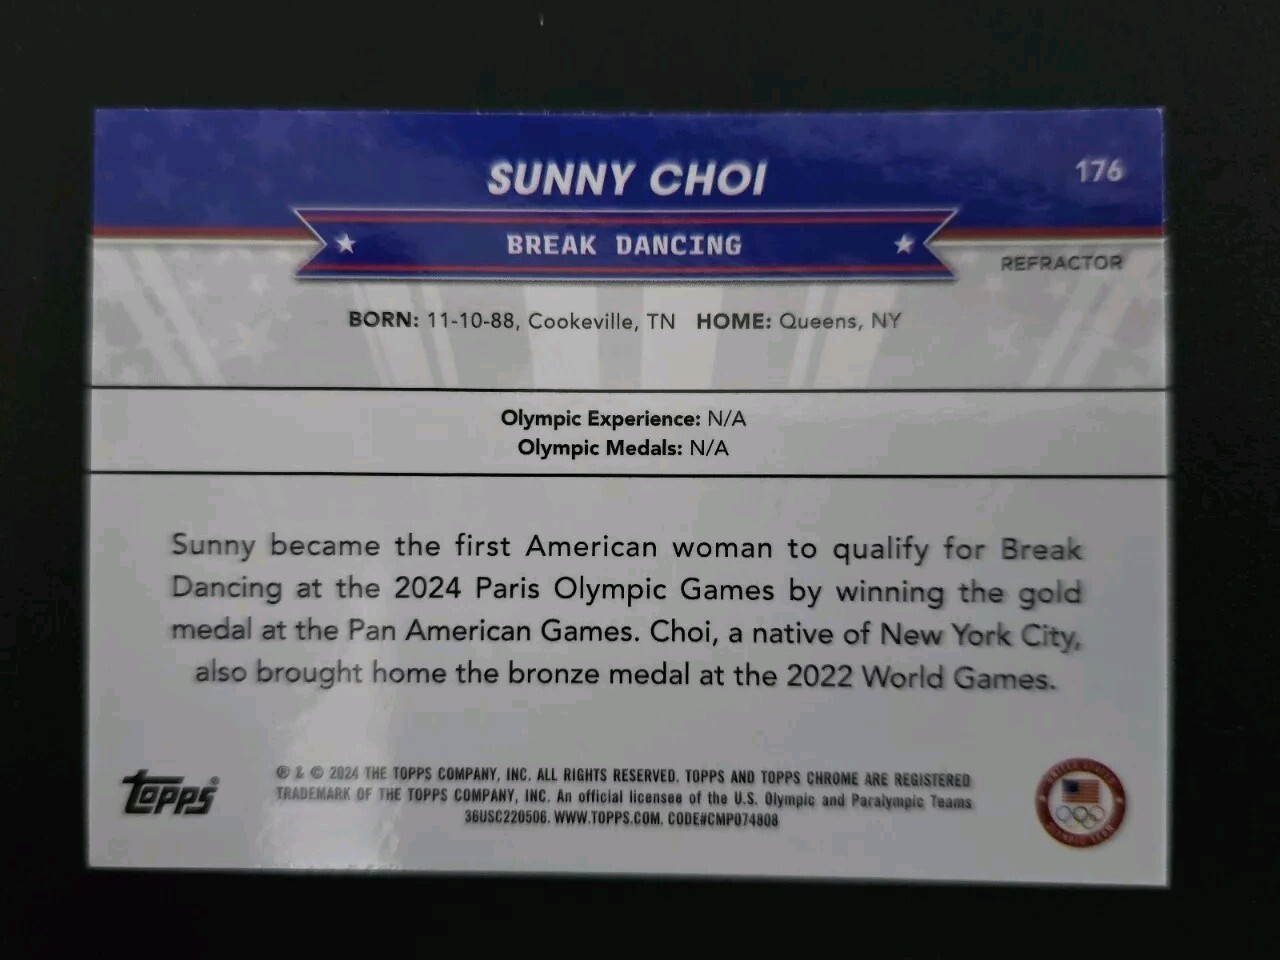 SUNNY CHOI
176
BREAK DANCING
REFRACTOR
BORN: 11-10-88, Cookeville, TN HOME: Queens, NY
Olympic Experience: N/A
Olympic Medals: N/A
Sunny became the first American woman to qualify for Break
Dancing at the 2024 Paris Olympic Games by winning the gold
medal at the Pan American Games. Choi, a native of New York City,
also brought home the bronze medal at the 2022 World Games.
Topps®
® & © 2024 THE TOPPS COMPANY, INC. ALL RIGHTS RESERVED. TOPPS AND TOPPS CHROME ARE REGISTERED
TRADEMARK OF THE TOPPS COMPANY, INC. An official licensee of the U.S. Olympic and Paralympic Teams
36USC220506. WWW.TOPPS.COM. CODE#CMP074808
UNITED STATES
OLYMPIC TEAM